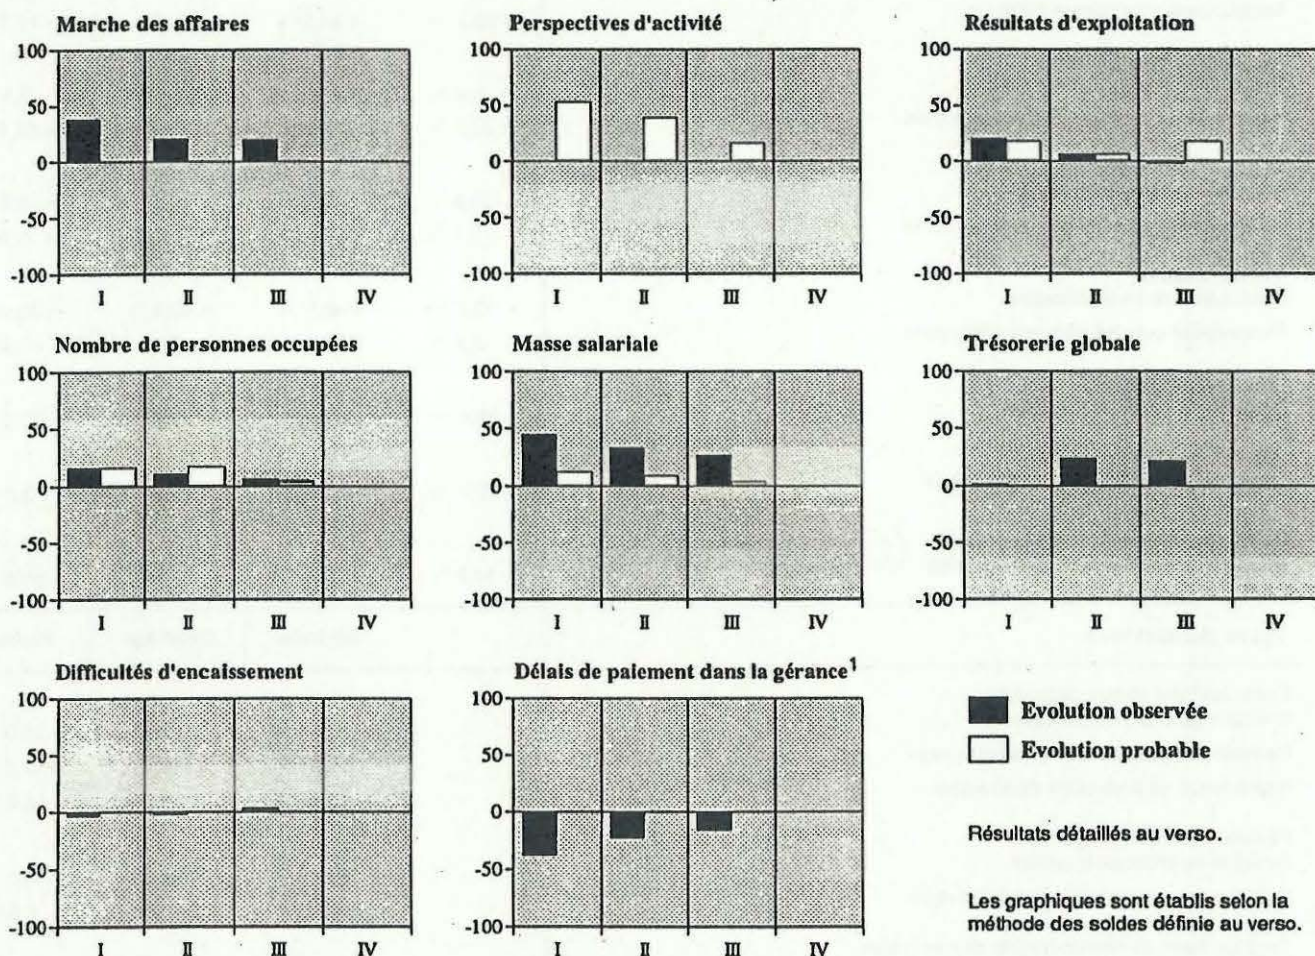 Marche des affaires
100
50
0
-50
-100
I II III IV
Perspectives d'activité
100
50
0
-50
-100
I II III IV
Résultats d'exploitation
100
50
0
-50
-100
I II III IV
Nombre de personnes occupées
100
50
0
-50
-100
I II III IV
Masse salariale
100
50
0
-50
-100
I II III IV
Trésorerie globale
100
50
0
-50
-100
I II III IV
Difficultés d'encaissement
100
50
0
-50
-100
I II III IV
Délais de paiement dans la gérance1
100
50
0
-50
-100
I II III IV
Evolution observée
Evolution probable
Résultats détaillés au verso.
Les graphiques sont établis selon la
méthode des soldes définie au verso.